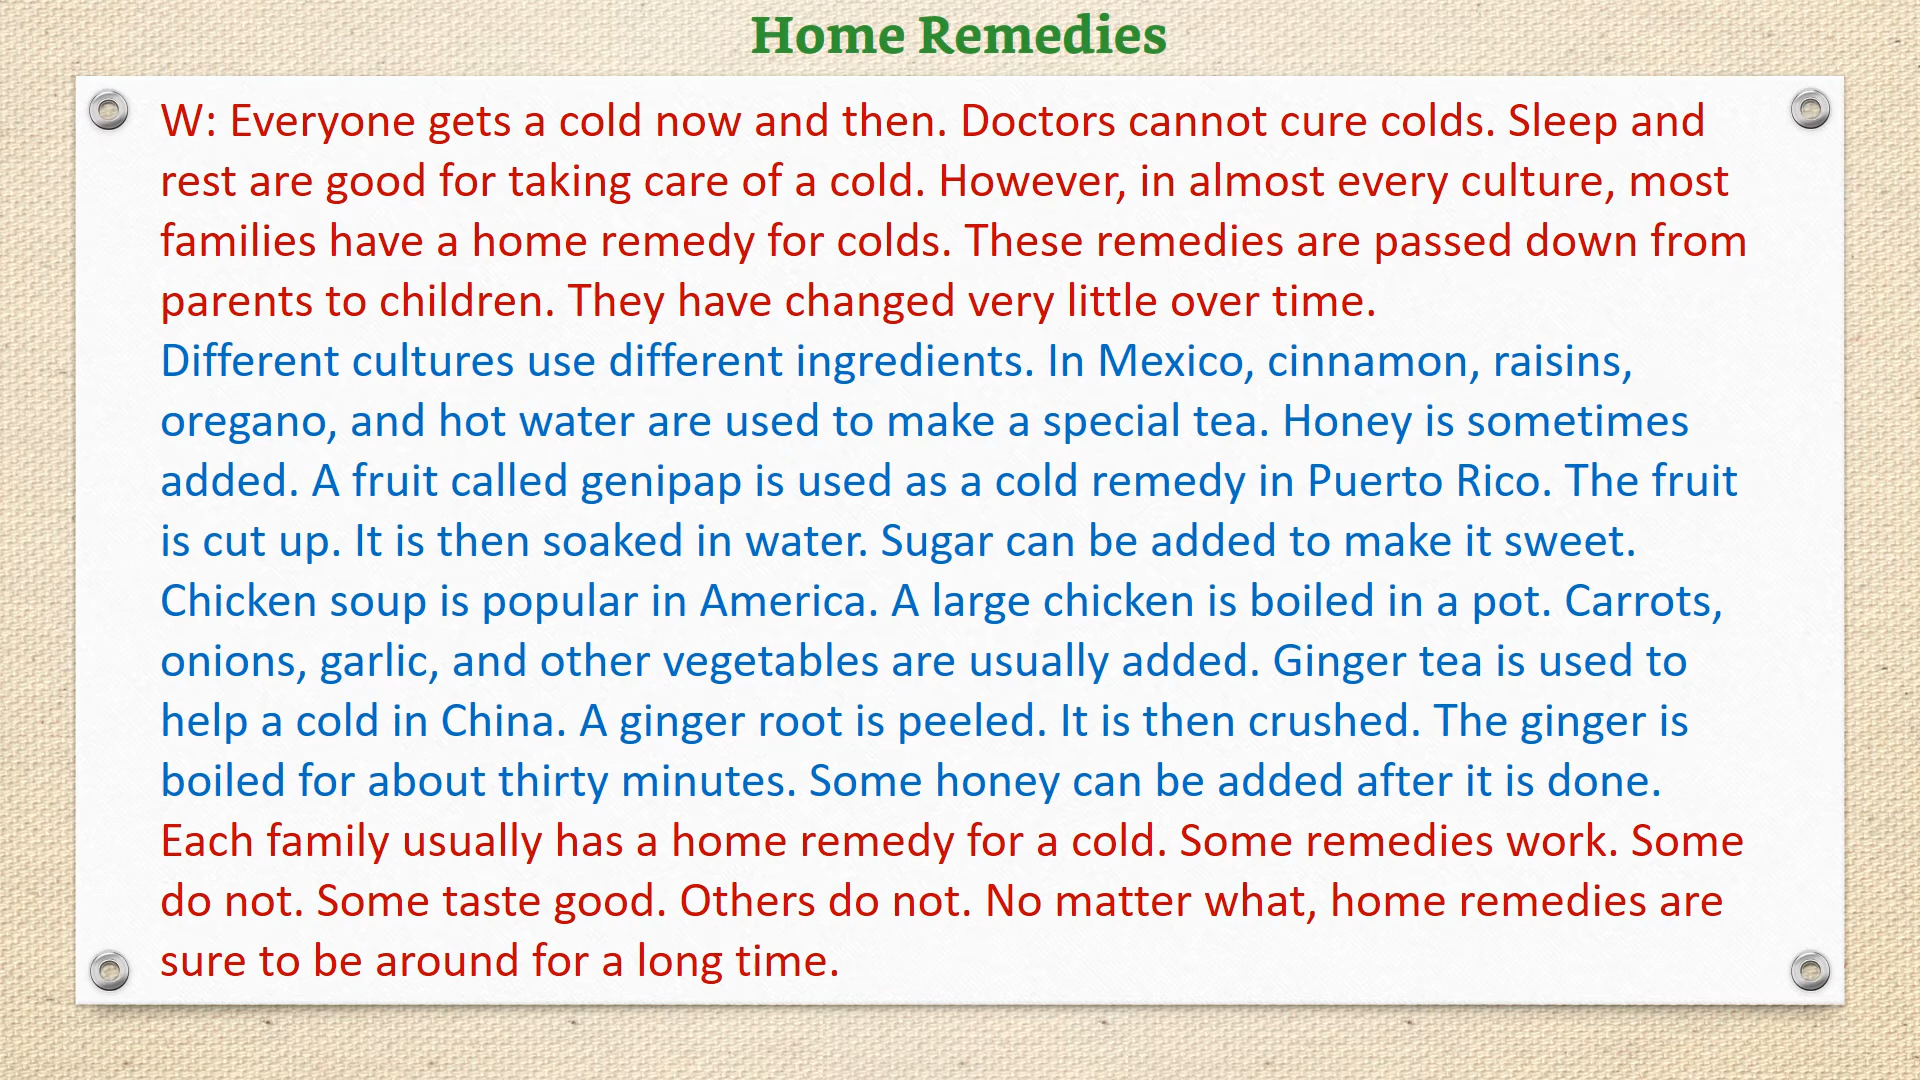 Home Remedies
W: Everyone gets a cold now and then. Doctors cannot cure colds. Sleep and
rest are good for taking care of a cold. However, in almost every culture, most
families have a home remedy for colds. These remedies are passed down from
parents to children. They have changed very little over time.
Different cultures use different ingredients. In Mexico, cinnamon, raisins,
oregano, and hot water are used to make a special tea. Honey is sometimes
added. A fruit called genipap is used as a cold remedy in Puerto Rico. The fruit
is cut up. It is then soaked in water. Sugar can be added to make it sweet.
Chicken soup is popular in America. A large chicken is boiled in a pot. Carrots,
onions, garlic, and other vegetables are usually added. Ginger tea is used to
help a cold in China. A ginger root is peeled. It is then crushed. The ginger is
boiled for about thirty minutes. Some honey can be added after it is done.
Each family usually has a home remedy for a cold. Some remedies work. Some
do not. Some taste good. Others do not. No matter what, home remedies are
sure to be around for a long time.